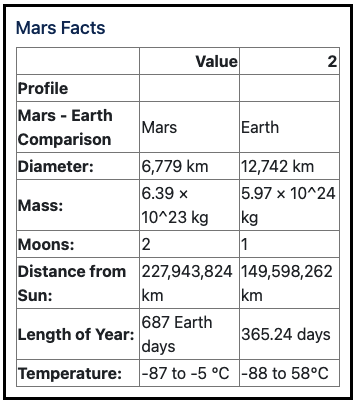 Mars Facts
Value 2
Profile
Mars - Earth Comparison Mars Earth
Diameter: 6,779 km 12,742 km
Mass: 6.39 × 10^23 kg 5.97 × 10^24 kg
Moons: 2 1
Distance from Sun: 227,943,824 km 149,598,262 km
Length of Year: 687 Earth days 365.24 days
Temperature: -87 to -5 °C -88 to 58°C